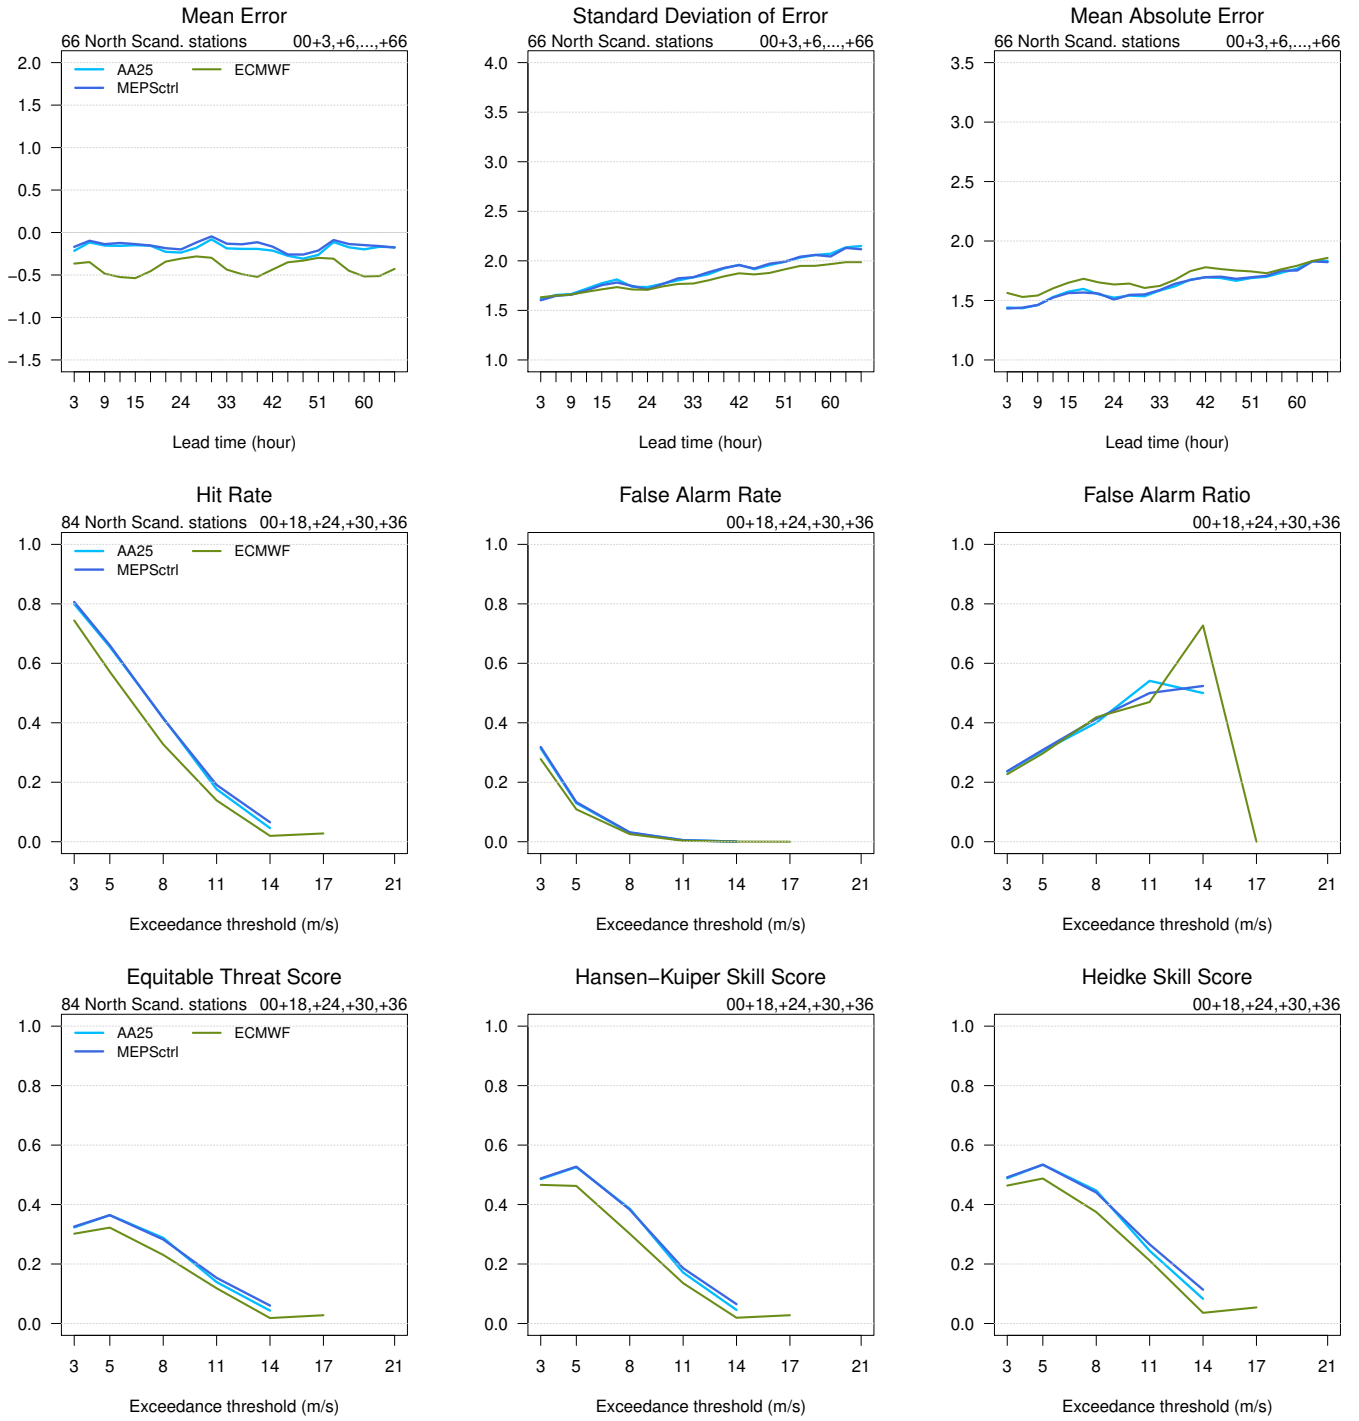 Mean Error
66 North Scand. stations 00+3,+6,...,+66
AA25 ECMWF
MEPSctrl
2.0
1.5
1.0
0.5
0.0
−0.5
−1.0
−1.5
3 9 15 24 33 42 51 60
Lead time (hour)
Standard Deviation of Error
66 North Scand. stations 00+3,+6,...,+66
4.0
3.5
3.0
2.5
2.0
1.5
1.0
3 9 15 24 33 42 51 60
Lead time (hour)
Mean Absolute Error
66 North Scand. stations 00+3,+6,...,+66
3.5
3.0
2.5
2.0
1.5
1.0
3 9 15 24 33 42 51 60
Lead time (hour)
Hit Rate
84 North Scand. stations 00+18,+24,+30,+36
AA25 ECMWF
MEPSctrl
1.0
0.8
0.6
0.4
0.2
0.0
3 5 8 11 14 17 21
Exceedance threshold (m/s)
False Alarm Rate
00+18,+24,+30,+36
1.0
0.8
0.6
0.4
0.2
0.0
3 5 8 11 14 17 21
Exceedance threshold (m/s)
False Alarm Ratio
00+18,+24,+30,+36
1.0
0.8
0.6
0.4
0.2
0.0
3 5 8 11 14 17 21
Exceedance threshold (m/s)
Equitable Threat Score
84 North Scand. stations 00+18,+24,+30,+36
AA25 ECMWF
MEPSctrl
1.0
0.8
0.6
0.4
0.2
0.0
3 5 8 11 14 17 21
Exceedance threshold (m/s)
Hansen−Kuiper Skill Score
00+18,+24,+30,+36
1.0
0.8
0.6
0.4
0.2
0.0
3 5 8 11 14 17 21
Exceedance threshold (m/s)
Heidke Skill Score
00+18,+24,+30,+36
1.0
0.8
0.6
0.4
0.2
0.0
3 5 8 11 14 17 21
Exceedance threshold (m/s)